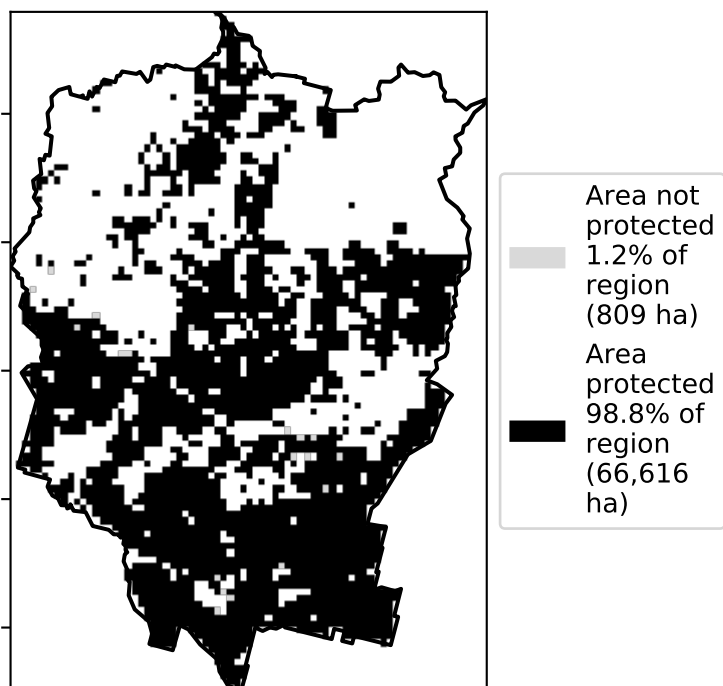 Area not
protected
1.2% of
region
(809 ha)
Area
protected
98.8% of
region
(66,616
ha)